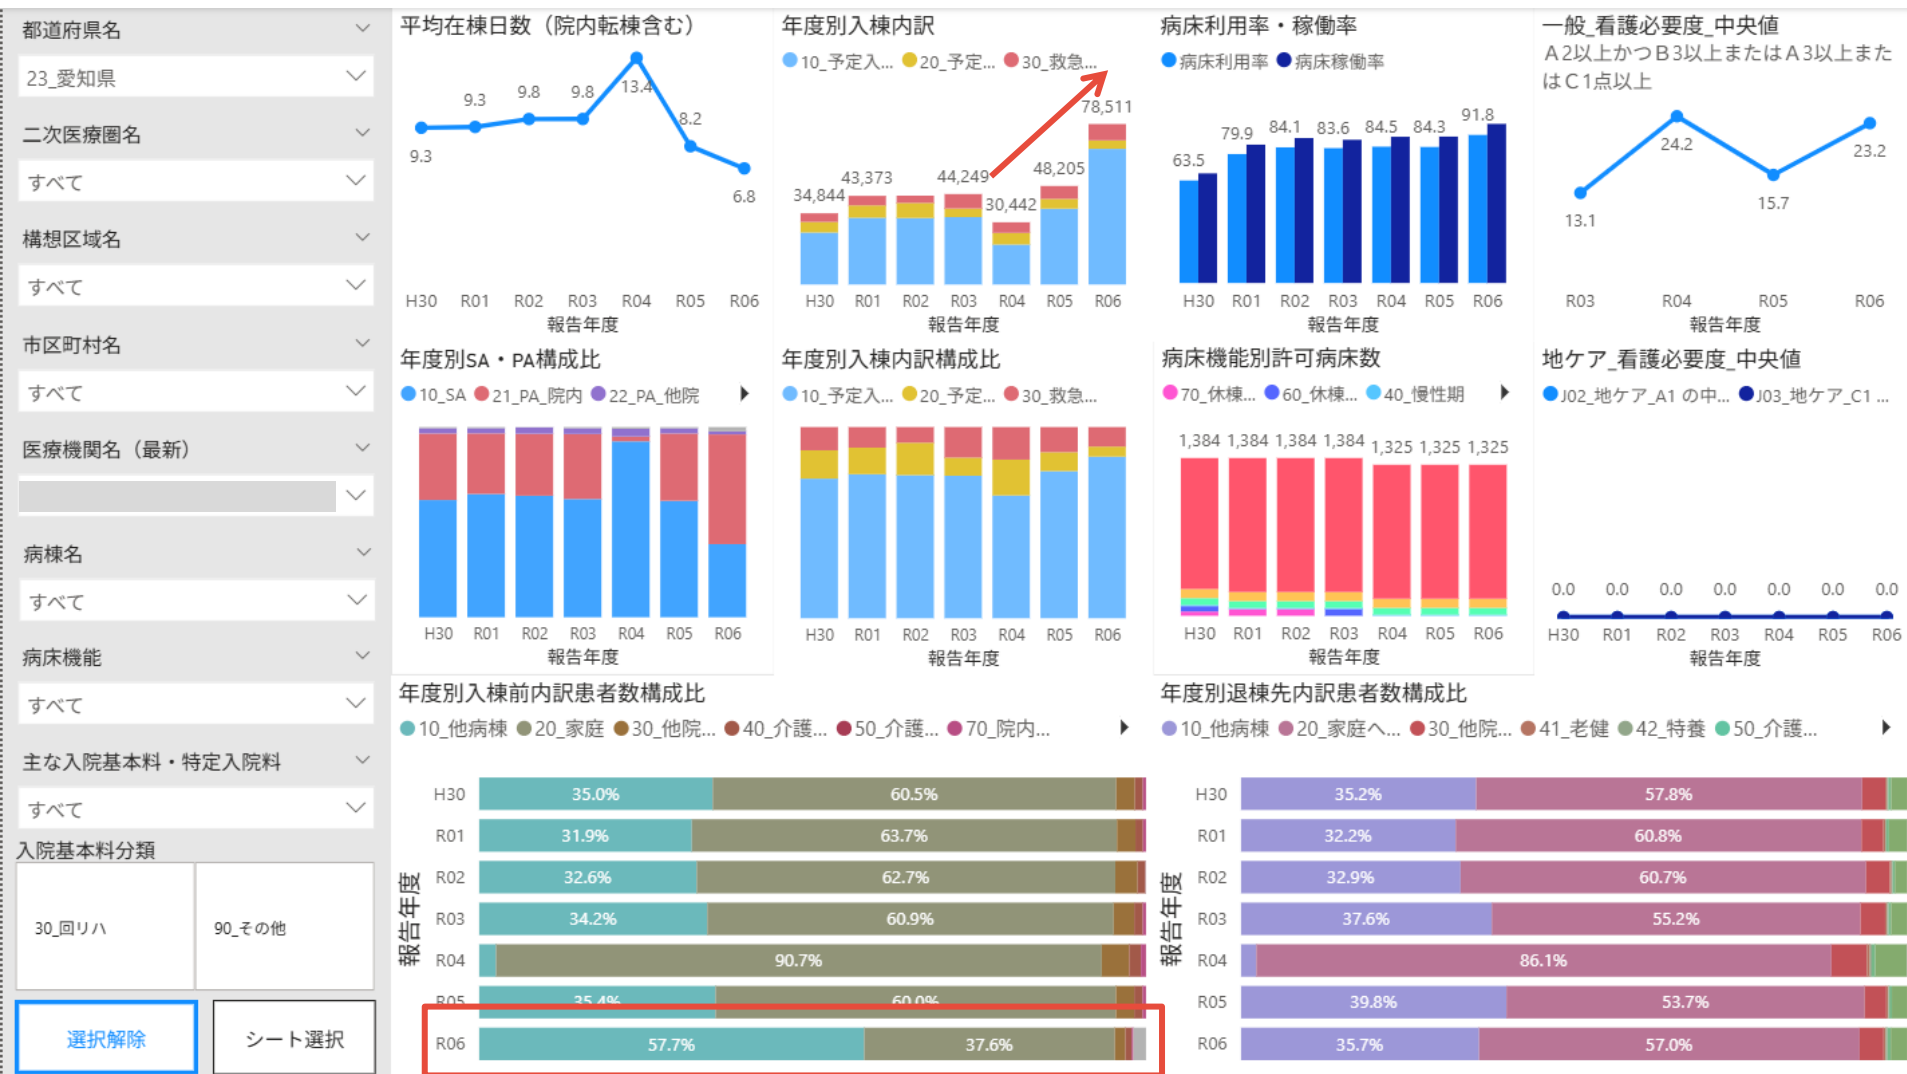 都道府県名
23_愛知県
二次医療圏名
すべて
構想区域名
すべて
市区町村名
すべて
医療機関名（最新）
病棟名
すべて
病床機能
すべて
主な入院基本料・特定入院料
すべて
入院基本料分類
30_回リハ
90_その他
選択解除
シート選択
平均在棟日数（院内転棟含む）
9.3
9.3
9.8
9.8
13.4
8.2
6.8
H30 R01 R02 R03 R04 R05 R06
報告年度
年度別入棟内訳
10_予定入... 20_予定... 30_救急...
34,844
43,373
44,249
30,442
48,205
78,511
H30 R01 R02 R03 R04 R05 R06
報告年度
病床利用率・稼働率
病床利用率 病床稼働率
63.5
79.9
84.1
83.6
84.5
84.3
91.8
H30 R01 R02 R03 R04 R05 R06
報告年度
一般_看護必要度_中央値
A２以上かつB３以上またはA３以上また
はC１点以上
13.1
24.2
15.7
23.2
R03 R04 R05 R06
報告年度
年度別SA・PA構成比
10_SA 21_PA_院内 22_PA_他院
H30 R01 R02 R03 R04 R05 R06
報告年度
年度別入棟内訳構成比
10_予定入... 20_予定... 30_救急...
H30 R01 R02 R03 R04 R05 R06
報告年度
病床機能別許可病床数
70_休棟... 60_休棟... 40_慢性期
1,384 1,384 1,384 1,384 1,325 1,325 1,325
H30 R01 R02 R03 R04 R05 R06
報告年度
地ケア_看護必要度_中央値
J02_地ケア_A1 の中... J03_地ケア_C1 ...
0.0 0.0 0.0 0.0 0.0 0.0 0.0
H30 R01 R02 R03 R04 R05 R06
報告年度
年度別入棟前内訳患者数構成比
10_他病棟 20_家庭 30_他院... 40_介護... 50_介護... 70_院内...
報告年度
H30 35.0% 60.5%
R01 31.9% 63.7%
R02 32.6% 62.7%
R03 34.2% 60.9%
R04 90.7%
R05 35.4% 60.0%
R06 57.7% 37.6%
年度別退棟先内訳患者数構成比
10_他病棟 20_家庭へ... 30_他院... 41_老健 42_特養 50_介護...
報告年度
H30 35.2% 57.8%
R01 32.2% 60.8%
R02 32.9% 60.7%
R03 37.6% 55.2%
R04 86.1%
R05 39.8% 53.7%
R06 35.7% 57.0%